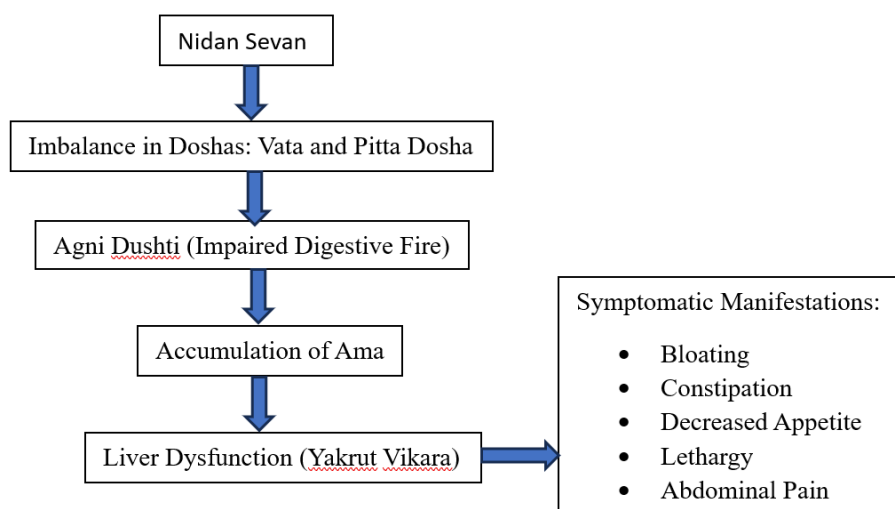 Nidan Sevan
Imbalance in Doshas: Vata and Pitta Dosha
Agni Dushti (Impaired Digestive Fire)
Accumulation of Ama
Liver Dysfunction (Yakrut Vikara)
Symptomatic Manifestations:
• Bloating
• Constipation
• Decreased Appetite
• Lethargy
• Abdominal Pain